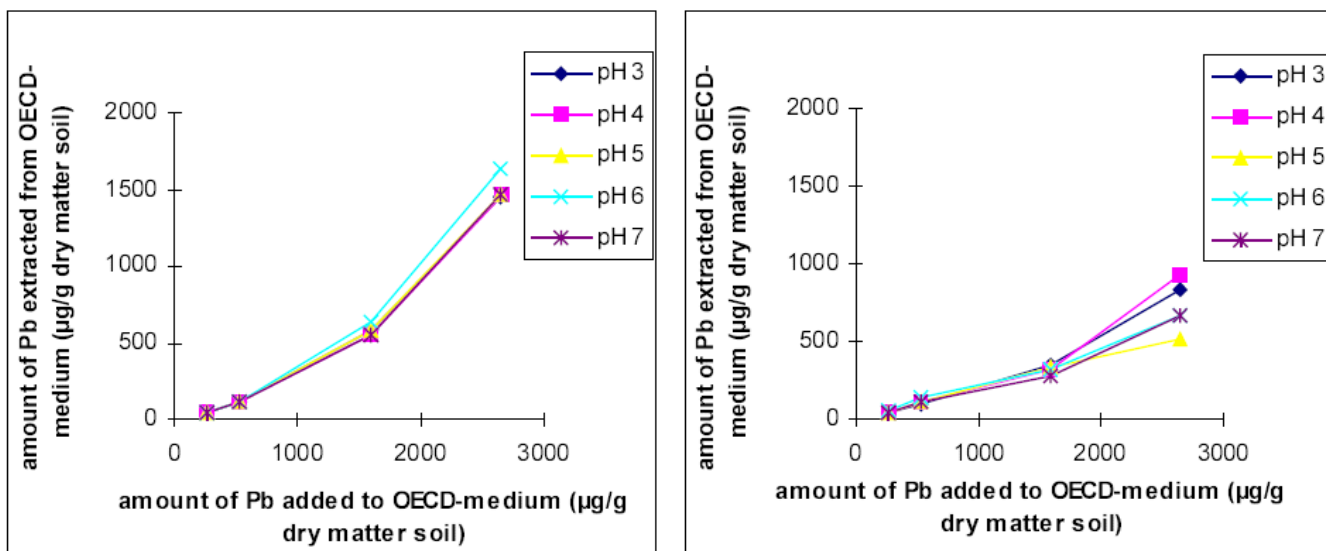 amount of Pb extracted from OECD-
medium (µg/g dry matter soil)
2000
1500
1000
500
0
0 1000 2000 3000
amount of Pb added to OECD-medium (µg/g
dry matter soil)
pH 3
pH 4
pH 5
pH 6
pH 7
amount of Pb extracted from OECD-
medium (µg/g dry matter soil)
2000
1500
1000
500
0
0 1000 2000 3000
amount of Pb added to OECD-medium (µg/g
dry matter soil)
pH 3
pH 4
pH 5
pH 6
pH 7